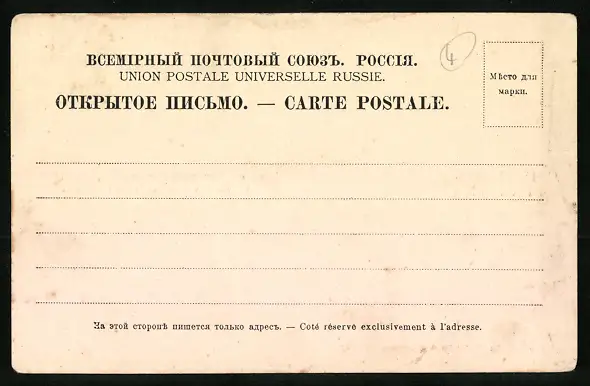 ВСЕМІРНЫЙ ПОЧТОВЫЙ СОЮЗЪ. РОССІЯ.
UNION POSTALE UNIVERSELLE RUSSIE.
ОТКРЫТОЕ ПИСЬМО. — CARTE POSTALE.
4
Мѣсто для
марки.
На этой сторонѣ пишется только адресъ. — Coté réservé exclusivement à l'adresse.